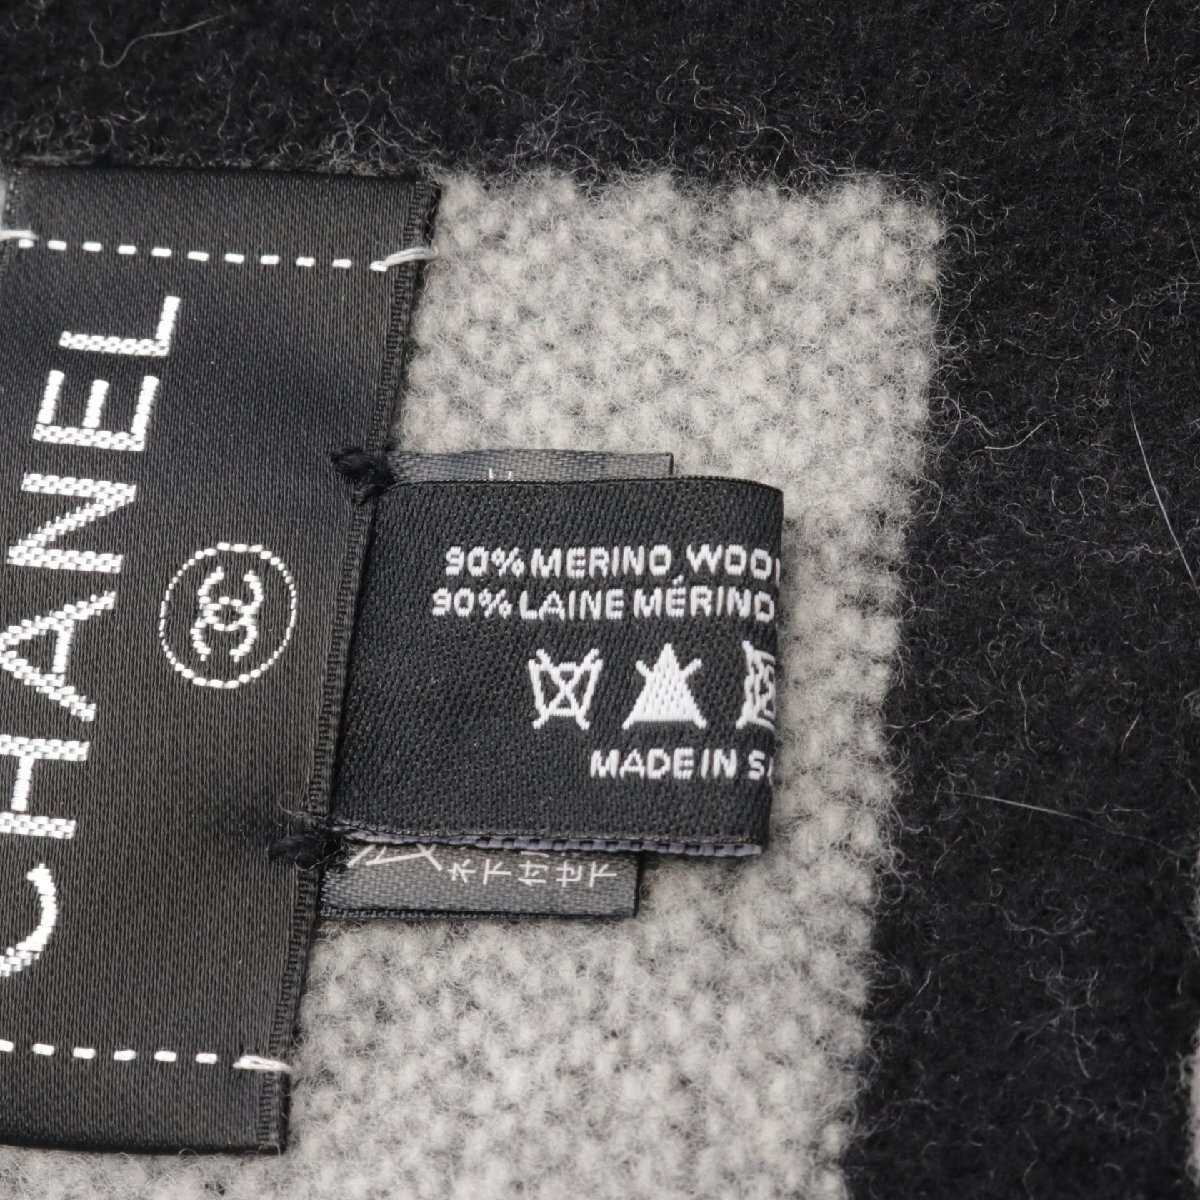 CHANEL
90% MERINO WOO
90% LAINE MÉRINO
MADE IN